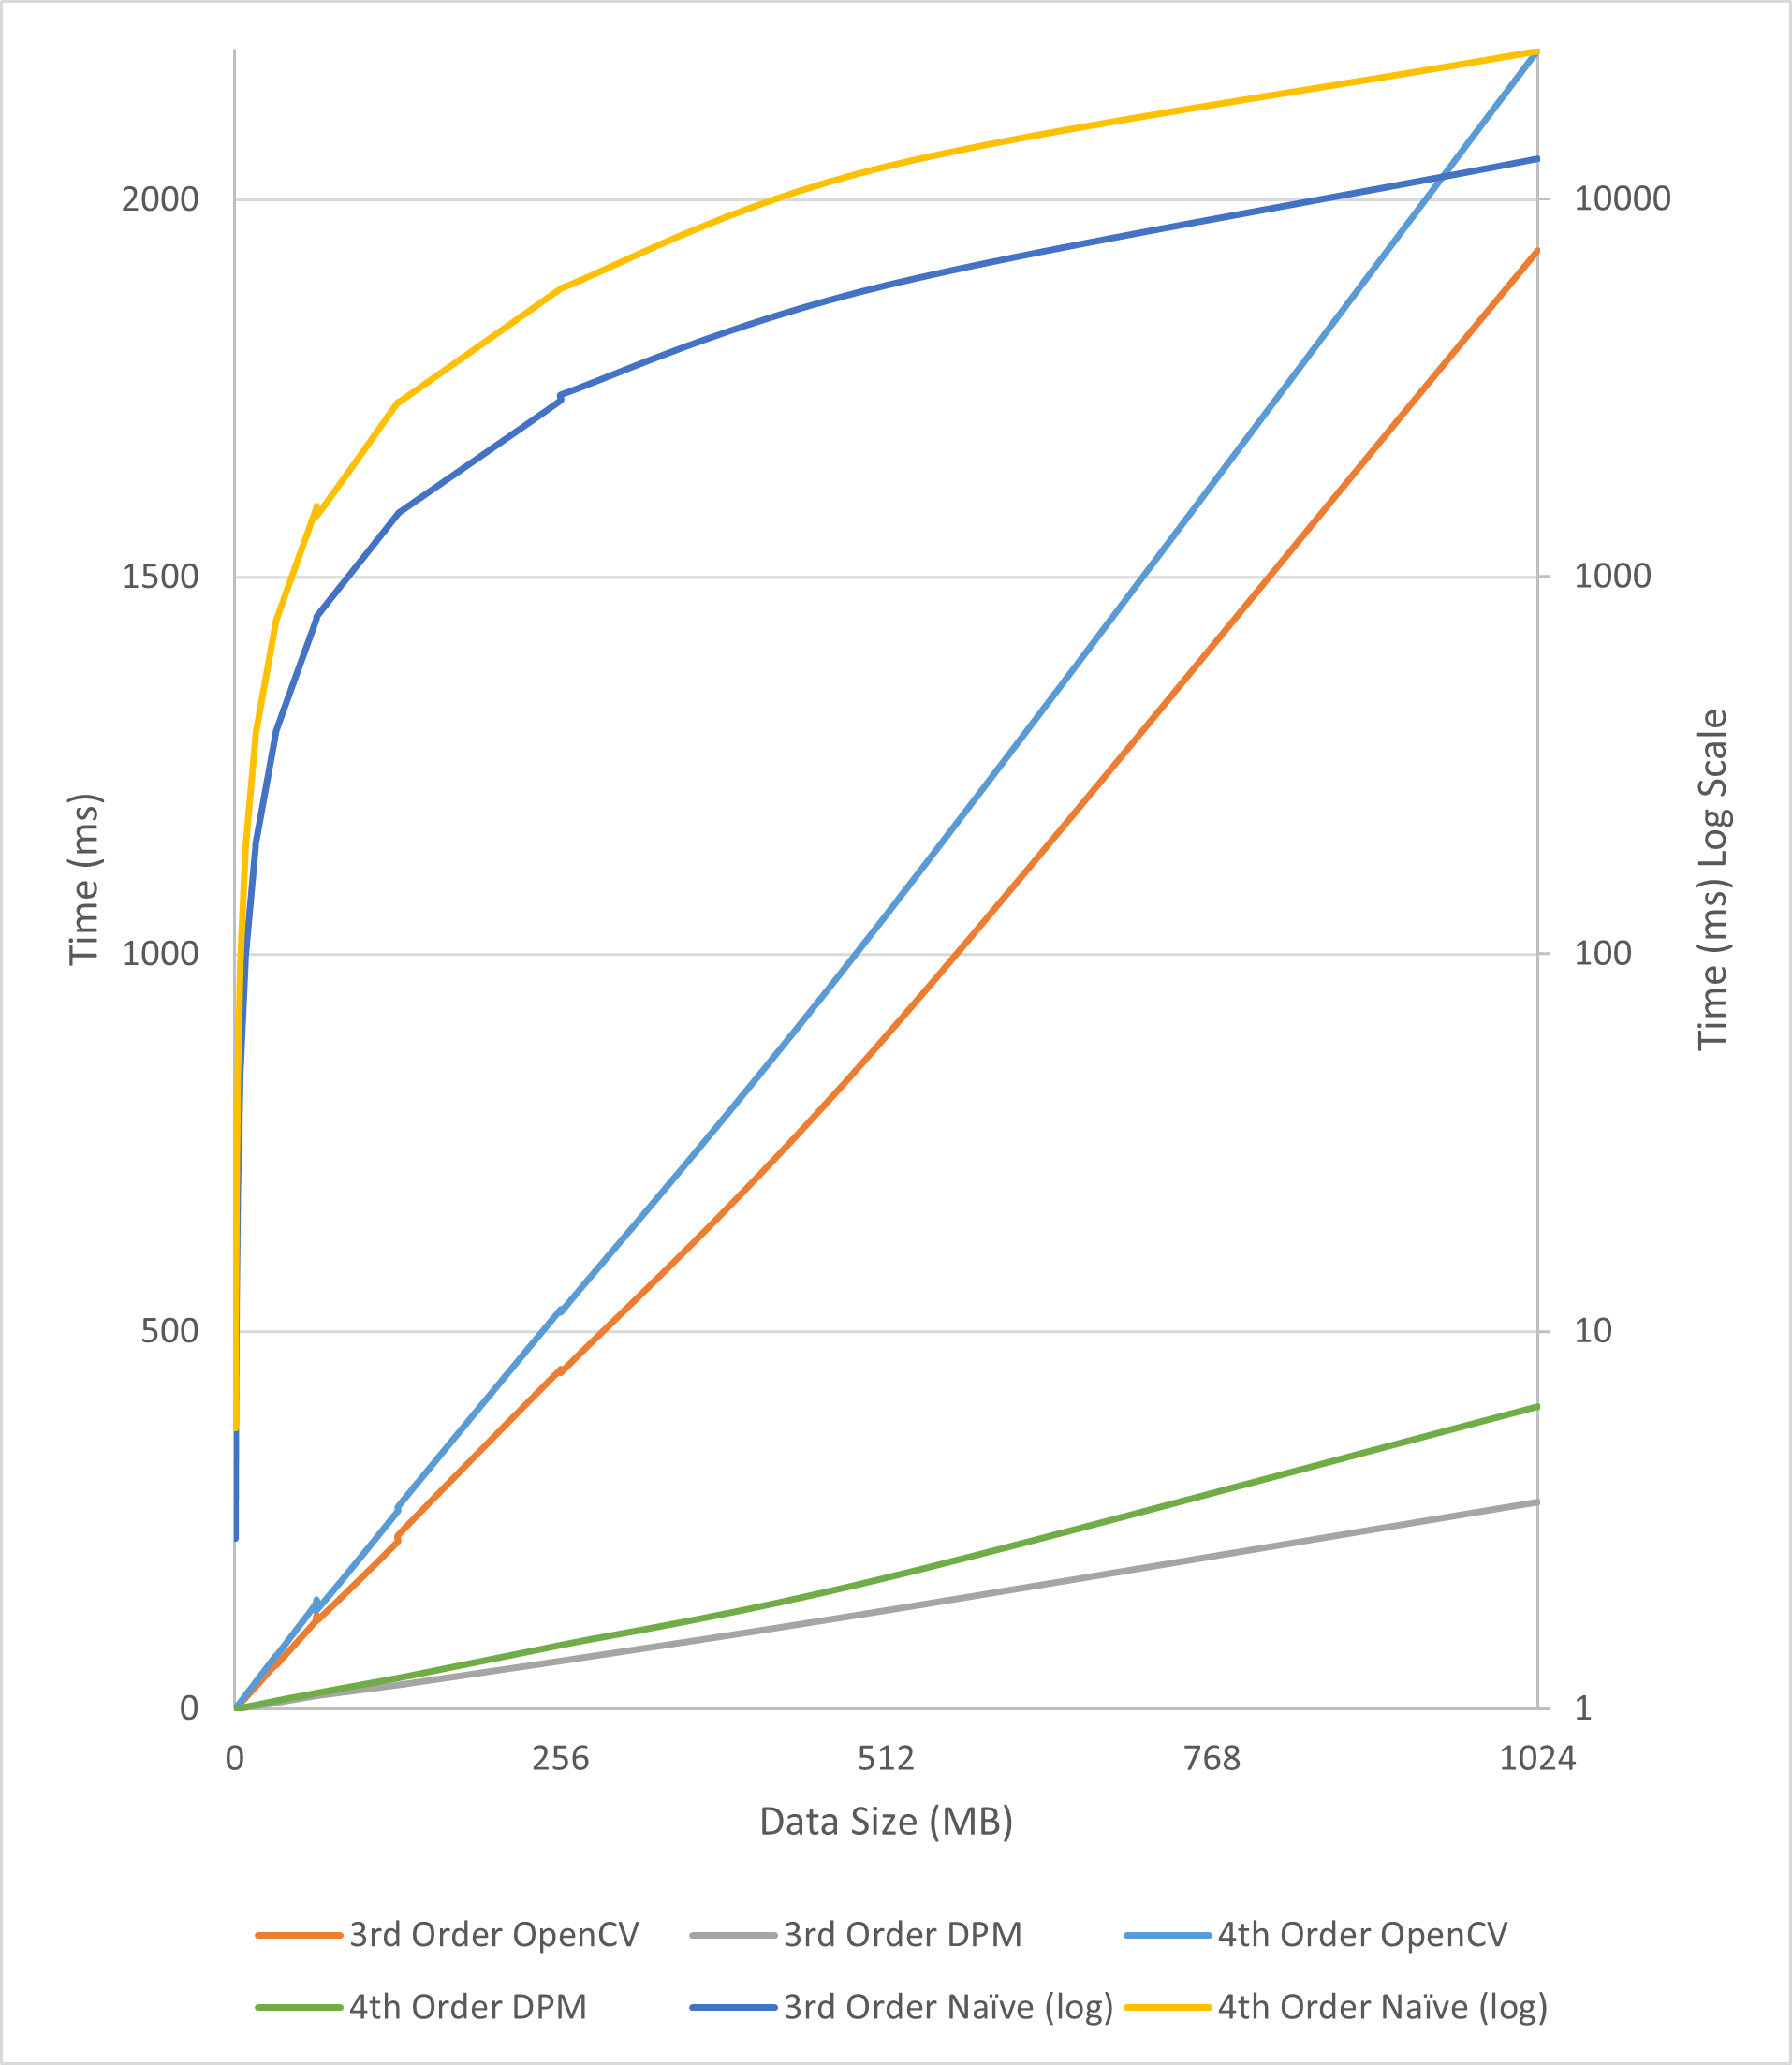 2000
1500
1000
500
0
Time (ms)
10000
1000
100
10
1
Time (ms) Log Scale
0 256 512 768 1024
Data Size (MB)
3rd Order OpenCV 3rd Order DPM 4th Order OpenCV
4th Order DPM 3rd Order Naïve (log) 4th Order Naïve (log)